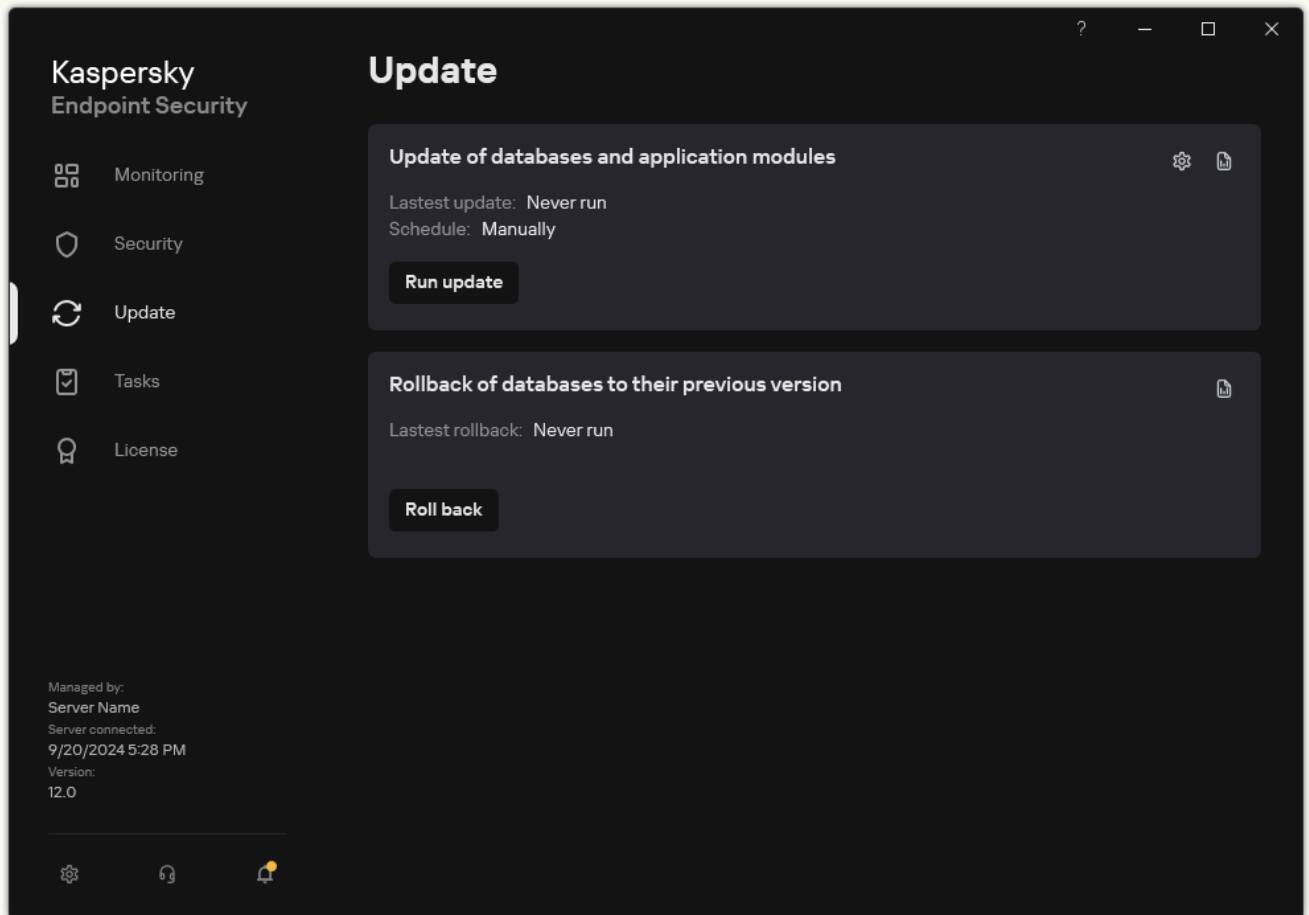 ?
Kaspersky
Endpoint Security
Monitoring
Security
Update
Tasks
License
Managed by:
Server Name
Server connected:
9/20/2024 5:28 PM
Version:
12.0
Update
Update of databases and application modules
Lastest update: Never run
Schedule: Manually
Run update
Rollback of databases to their previous version
Lastest rollback: Never run
Roll back